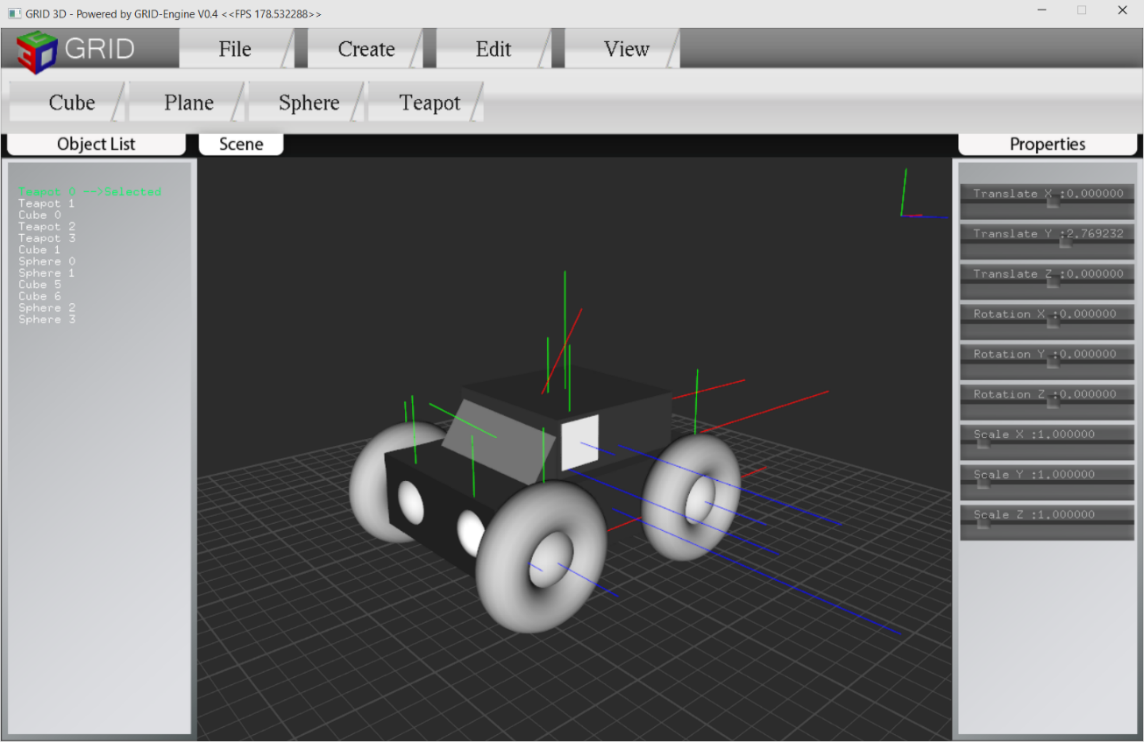 GRID 3D - Powered by GRID-Engine V0.4 <<FPS 178.532288>>
GRID File Create Edit View
Cube Plane Sphere Teapot
Object List Scene Properties
Teapot 0 -->Selected
Teapot 1
Cube 0
Teapot 2
Teapot 3
Cube 1
Sphere 0
Sphere 1
Cube 5
Cube 6
Sphere 2
Sphere 3
Translate X :0.000000
Translate Y :2.769232
Translate Z :0.000000
Rotation X :0.000000
Rotation Y :0.000000
Rotation Z :0.000000
Scale X :1.000000
Scale Y :1.000000
Scale Z :1.000000